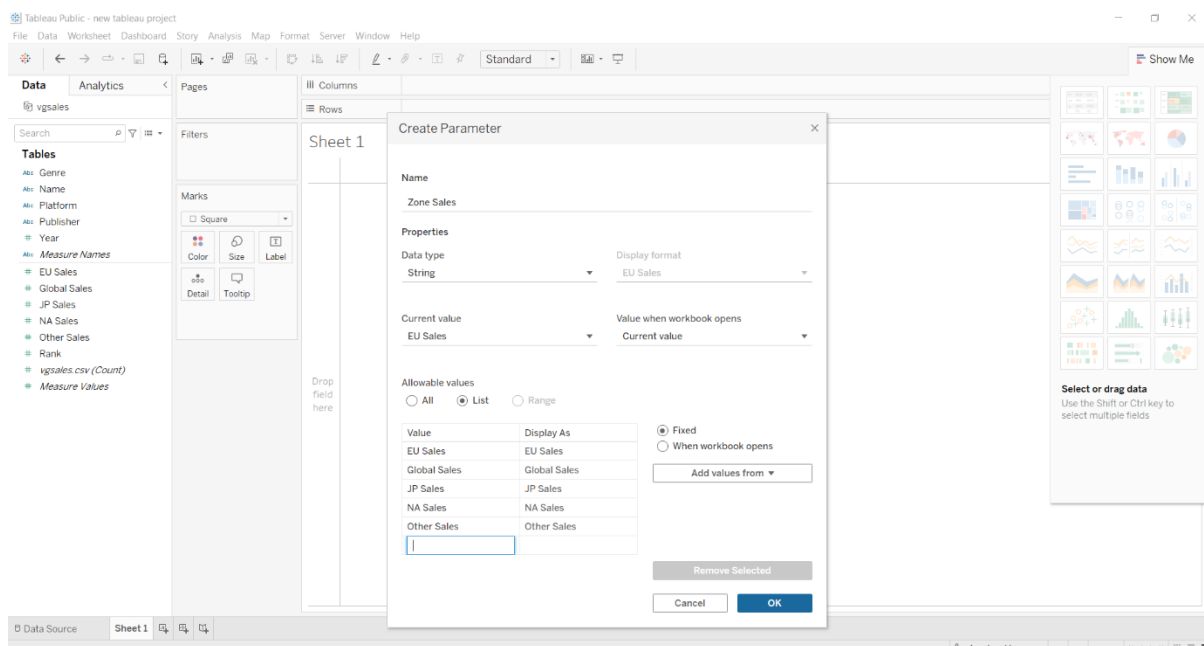 Tableau Public - new tableau project
File Data Worksheet Dashboard Story Analysis Map Format Server Window Help
Standard
Show Me
Data Analytics
Pages
Columns
vgsales
Rows
Search
Filters
Sheet 1
Tables
Abc Genre
Abc Name
Abc Platform
Abc Publisher
# Year
Abc Measure Names
# EU Sales
# Global Sales
# JP Sales
# NA Sales
# Other Sales
# Rank
# vgsales.csv (Count)
# Measure Values
Marks
Square
Color Size Label
Detail Tooltip
Drop
field
here
Create Parameter
Name
Zone Sales
Properties
Data type Display format
String EU Sales
Current value Value when workbook opens
EU Sales Current value
Allowable values
All List Range
Value Display As
EU Sales EU Sales
Global Sales Global Sales
JP Sales JP Sales
NA Sales NA Sales
Other Sales Other Sales
Fixed
When workbook opens
Add values from
Remove Selected
Cancel OK
Select or drag data
Use the Shift or Ctrl key to
select multiple fields
Data Source Sheet 1